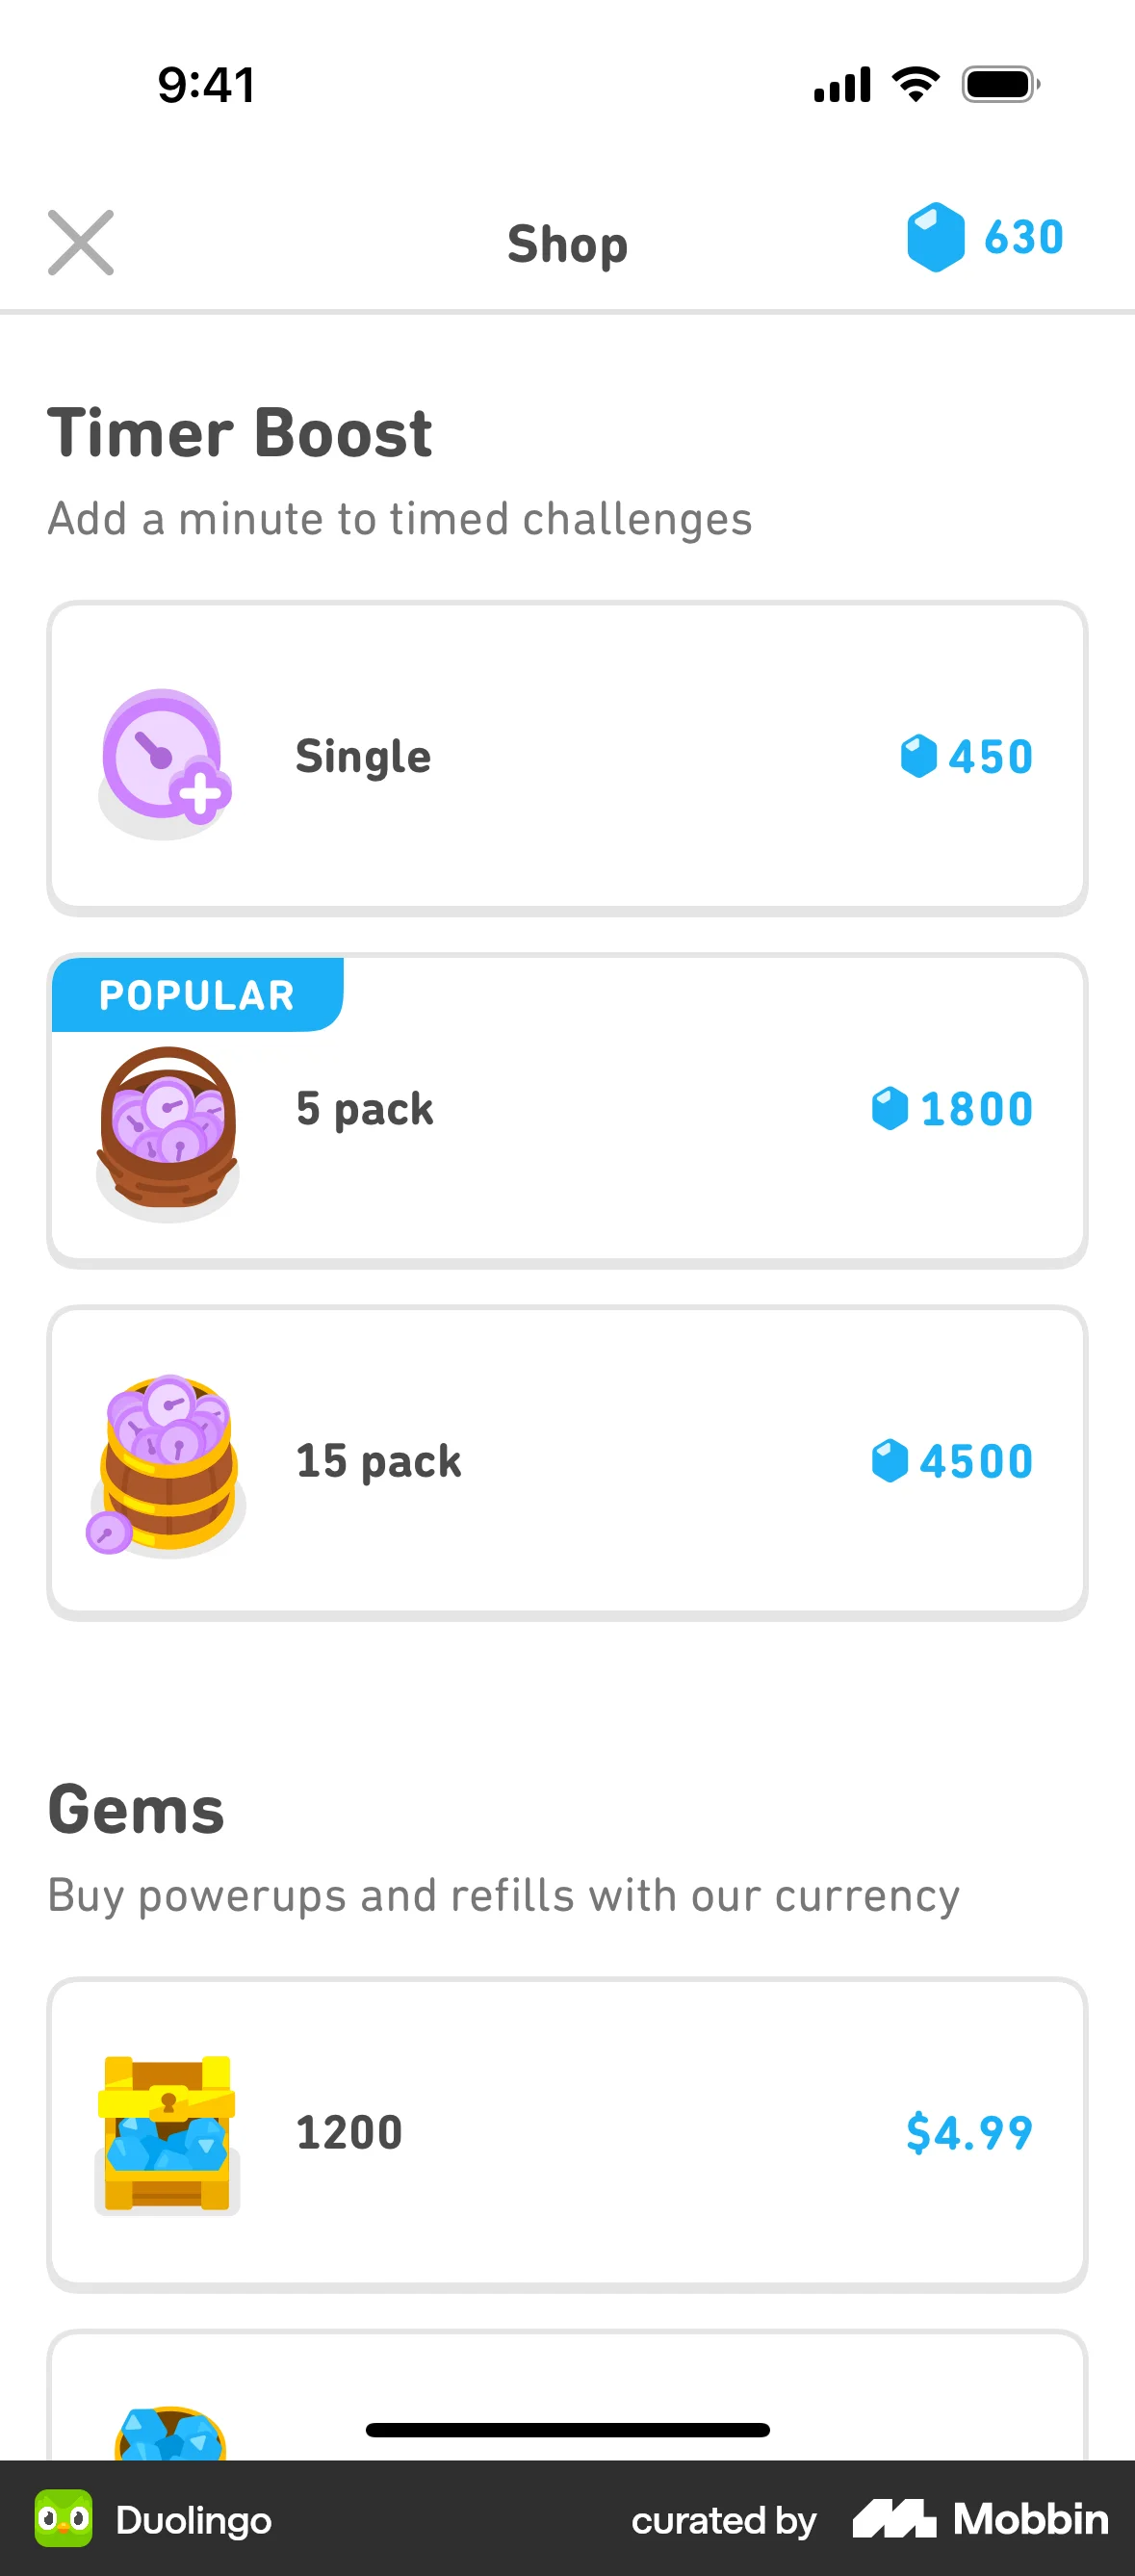 9:41
Shop
630
Timer Boost
Add a minute to timed challenges
Single
450
POPULAR
5 pack
1800
15 pack
4500
Gems
Buy powerups and refills with our currency
1200
$4.99
Duolingo
curated by Mobbin